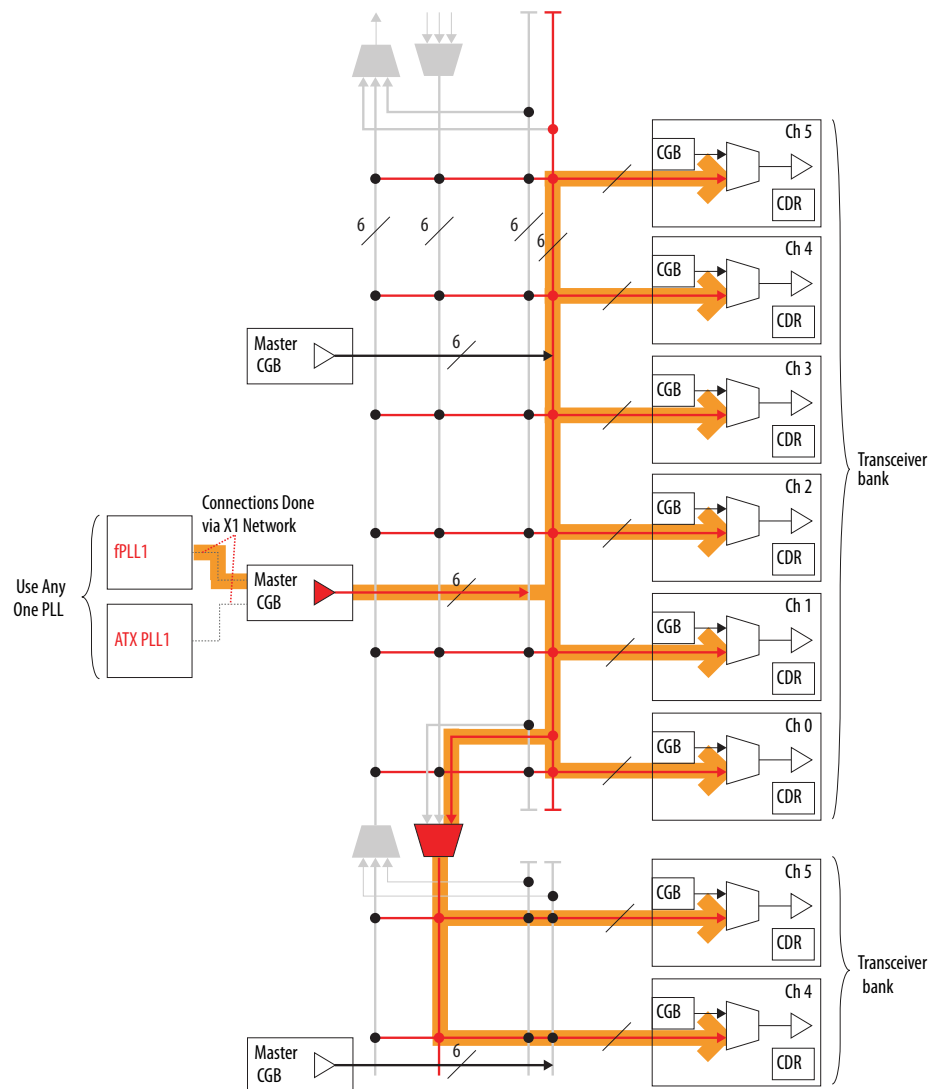 Ch 5
CGB
CDR
6
6
6
6
Ch 4
CGB
CDR
Master
CGB
6
Ch 3
CGB
CDR
Transceiver
bank
Connections Done
via X1 Network
Ch 2
CGB
CDR
Use Any
One PLL
fPLL1
ATX PLL1
Master
CGB
6
Ch 1
CGB
CDR
Ch 0
CGB
CDR
Ch 5
CGB
CDR
Transceiver
bank
Ch 4
CGB
CDR
Master
CGB
6